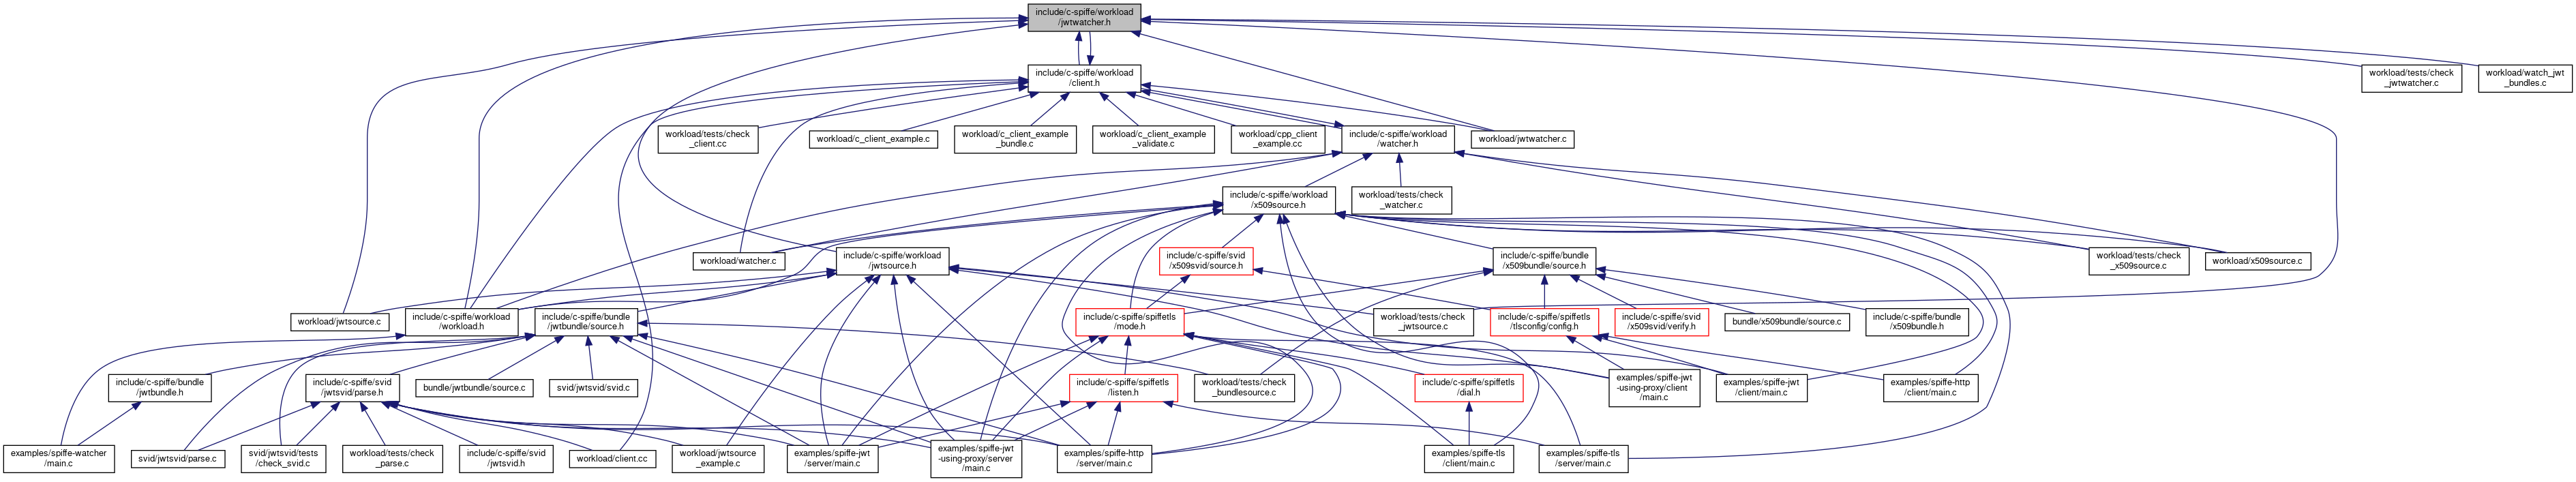 include/c-spiffe/workload
/jwtwatcher.h
include/c-spiffe/workload
/client.h
workload/tests/check
_jwtwatcher.c
workload/watch_jwt
_bundles.c
workload/tests/check
_client.cc
workload/c_client_example.c
workload/c_client_example
_bundle.c
workload/c_client_example
_validate.c
workload/cpp_client
_example.cc
include/c-spiffe/workload
/watcher.h
workload/jwtwatcher.c
include/c-spiffe/workload
/x509source.h
workload/tests/check
_watcher.c
workload/watcher.c
include/c-spiffe/workload
/jwtsource.h
include/c-spiffe/svid
/x509svid/source.h
include/c-spiffe/bundle
/x509bundle/source.h
workload/tests/check
_x509source.c
workload/x509source.c
workload/jwtsource.c
include/c-spiffe/workload
/workload.h
include/c-spiffe/bundle
/jwtbundle/source.h
include/c-spiffe/spiffetls
/mode.h
workload/tests/check
_jwtsource.c
include/c-spiffe/spiffetls
/tlsconfig/config.h
include/c-spiffe/svid
/x509svid/verify.h
bundle/x509bundle/source.c
include/c-spiffe/bundle
/x509bundle.h
include/c-spiffe/bundle
/jwtbundle.h
include/c-spiffe/svid
/jwtsvid/parse.h
bundle/jwtbundle/source.c
svid/jwtsvid/svid.c
include/c-spiffe/spiffetls
/listen.h
workload/tests/check
_bundlesource.c
include/c-spiffe/spiffetls
/dial.h
examples/spiffe-jwt
-using-proxy/client
/main.c
examples/spiffe-jwt
/client/main.c
examples/spiffe-http
/client/main.c
examples/spiffe-watcher
/main.c
svid/jwtsvid/parse.c
svid/jwtsvid/tests
/check_svid.c
workload/tests/check
_parse.c
include/c-spiffe/svid
/jwtsvid.h
workload/client.cc
workload/jwtsource
_example.c
examples/spiffe-jwt
/server/main.c
examples/spiffe-jwt
-using-proxy/server
/main.c
examples/spiffe-http
/server/main.c
examples/spiffe-tls
/client/main.c
examples/spiffe-tls
/server/main.c